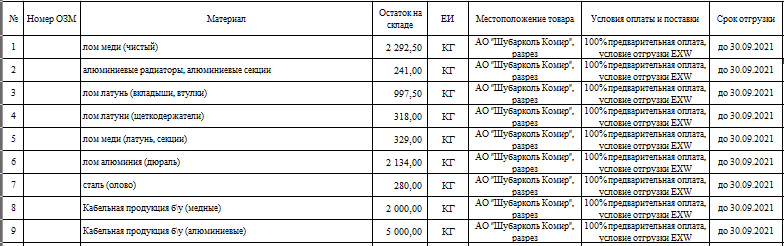 № Номер ОЗМ Материал Остаток на складе ЕИ Местоположение товара Условия оплаты и поставки Срок отгрузки
1 лом меди (чистый) 2 292,50 КГ АО "Шубарколь Комир", разрез 100% предварительная оплата, условие отгрузки EXW до 30.09.2021
2 алюминиевые радиаторы, алюминиевые секции 241,00 КГ АО "Шубарколь Комир", разрез 100% предварительная оплата, условие отгрузки EXW до 30.09.2021
3 лом латунь (вкладыши, втулки) 997,50 КГ АО "Шубарколь Комир", разрез 100% предварительная оплата, условие отгрузки EXW до 30.09.2021
4 лом латуни (щеткодержатели) 318,00 КГ АО "Шубарколь Комир", разрез 100% предварительная оплата, условие отгрузки EXW до 30.09.2021
5 лом меди (латунь, секции) 329,00 КГ АО "Шубарколь Комир", разрез 100% предварительная оплата, условие отгрузки EXW до 30.09.2021
6 лом алюминия (дюраль) 2 134,00 КГ АО "Шубарколь Комир", разрез 100% предварительная оплата, условие отгрузки EXW до 30.09.2021
7 сталь (олово) 280,00 КГ АО "Шубарколь Комир", разрез 100% предварительная оплата, условие отгрузки EXW до 30.09.2021
8 Кабельная продукция б/у (медные) 2 000,00 КГ АО "Шубарколь Комир", разрез 100% предварительная оплата, условие отгрузки EXW до 30.09.2021
9 Кабельная продукция б/у (алюминиевые) 5 000,00 КГ АО "Шубарколь Комир", разрез 100% предварительная оплата, условие отгрузки EXW до 30.09.2021